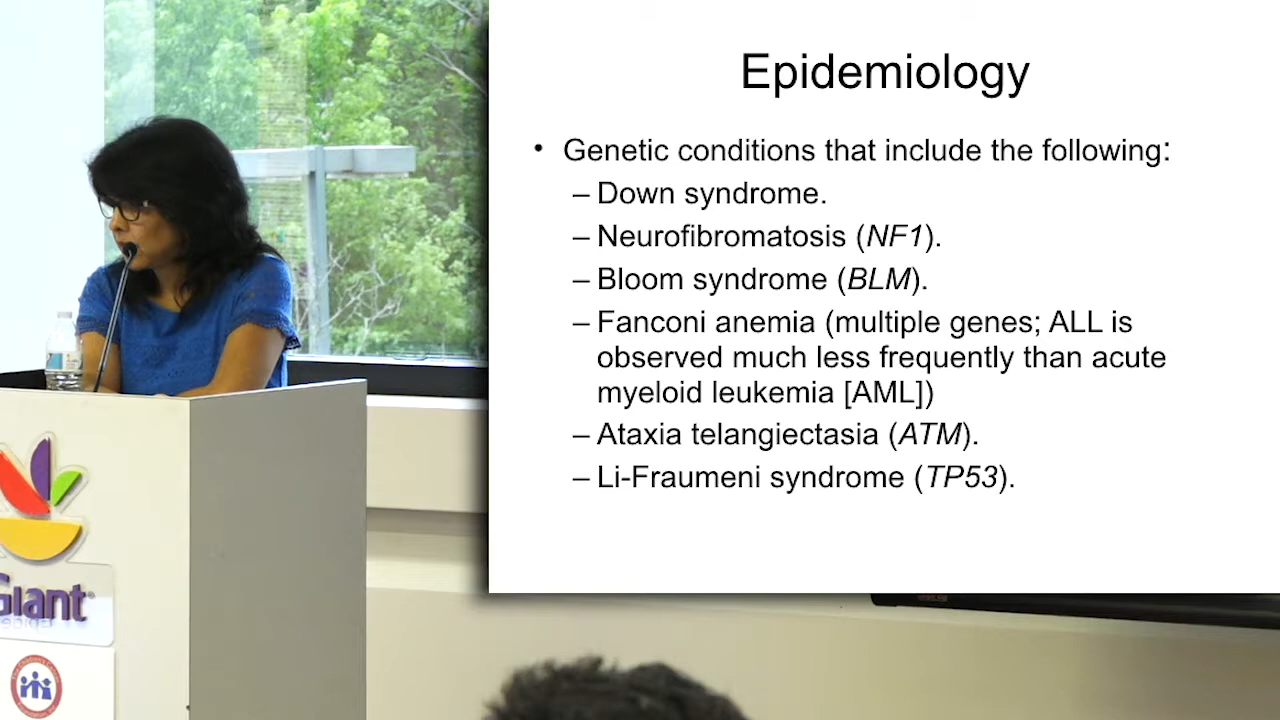 Epidemiology
• Genetic conditions that include the following:
– Down syndrome.
– Neurofibromatosis (NF1).
– Bloom syndrome (BLM).
– Fanconi anemia (multiple genes; ALL is
observed much less frequently than acute
myeloid leukemia [AML])
– Ataxia telangiectasia (ATM).
– Li-Fraumeni syndrome (TP53).
Giant